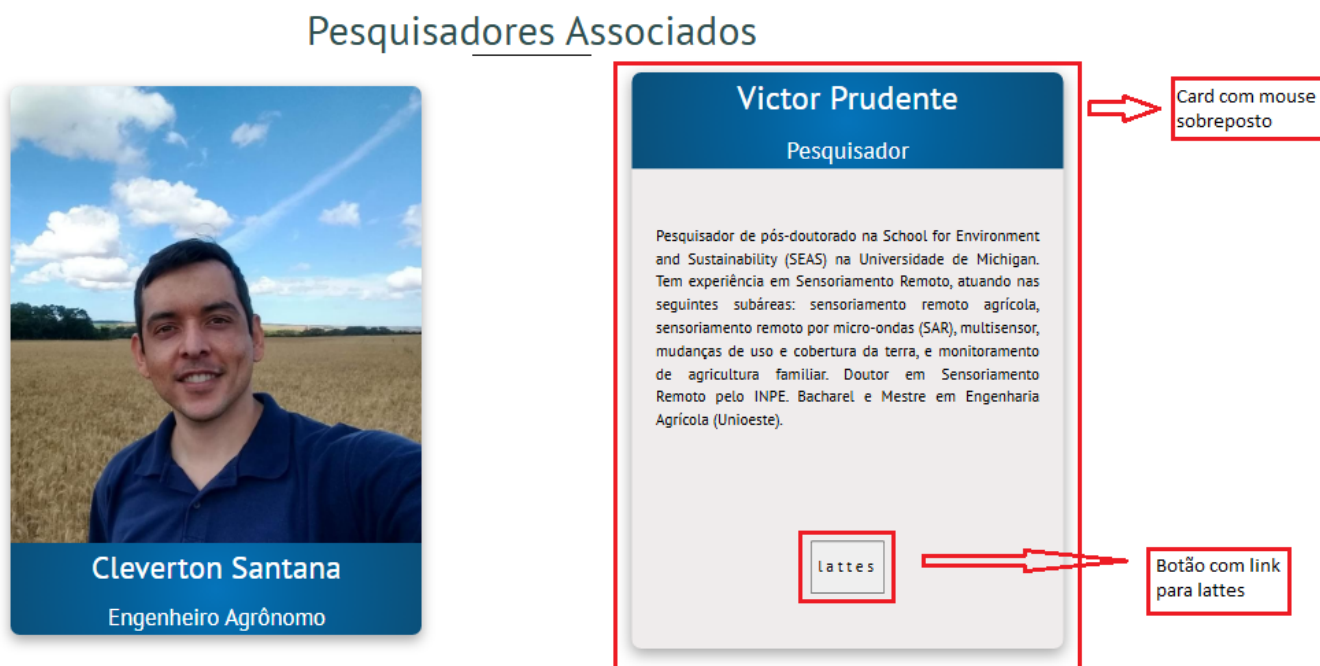 Pesquisadores Associados
Cleverton Santana
Engenheiro Agrônomo
Victor Prudente
Pesquisador
Pesquisador de pós-doutorado na School for Environment
and Sustainability (SEAS) na Universidade de Michigan.
Tem experiência em Sensoriamento Remoto, atuando nas
seguintes subáreas: sensoriamento remoto agrícola,
sensoriamento remoto por micro-ondas (SAR), multisensor,
mudanças de uso e cobertura da terra, e monitoramento
de agricultura familiar. Doutor em Sensoriamento
Remoto pelo INPE. Bacharel e Mestre em Engenharia
Agrícola (Unioeste).
lattes
Card com mouse
sobreposto
Botão com link
para lattes